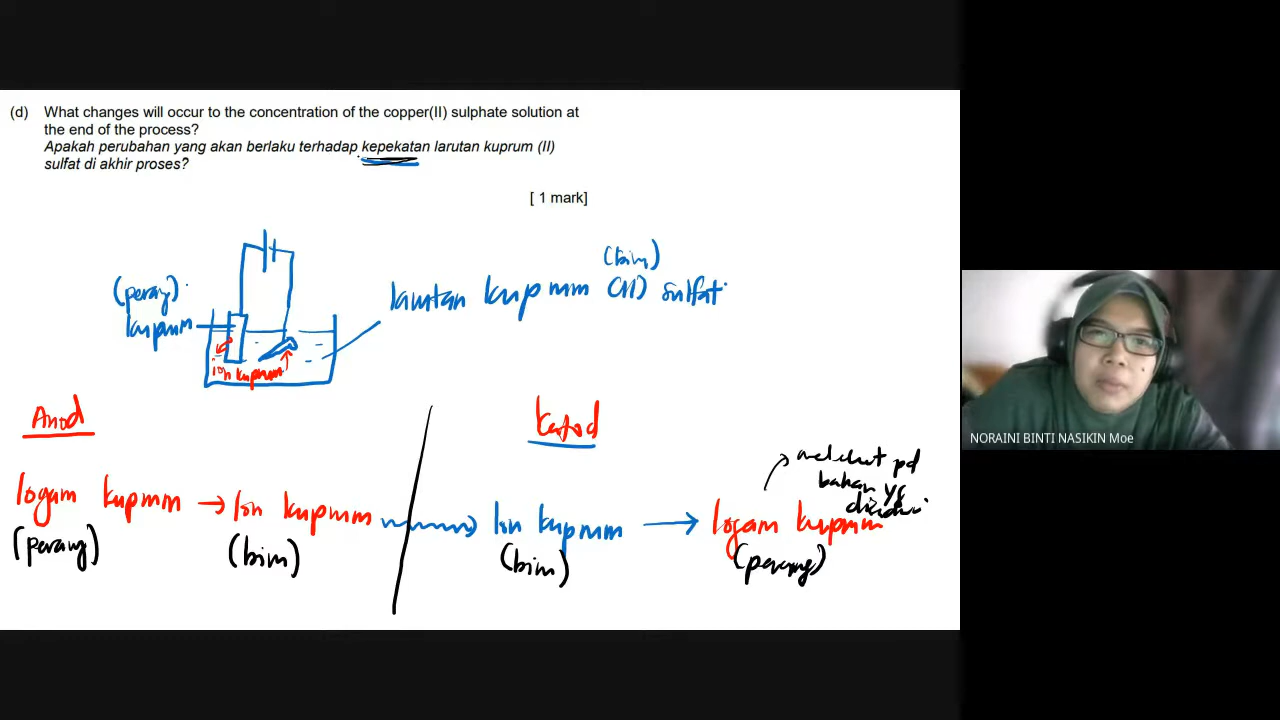 (d) What changes will occur to the concentration of the copper(II) sulphate solution at
the end of the process?
Apakah perubahan yang akan berlaku terhadap kepekatan larutan kuprum (II)
sulfat di akhir proses?
[ 1 mark]
(perang)
kuprum
ion kuprum
(biru)
larutan kuprum (II) sulfat
Anod
logam kuprum → Ion kuprum
(perang) (biru)
Katod
Ion kuprum → logam kuprum
(biru) (perang)
melekat pd
bahan yg
NORAINI BINTI NASIKIN Moe